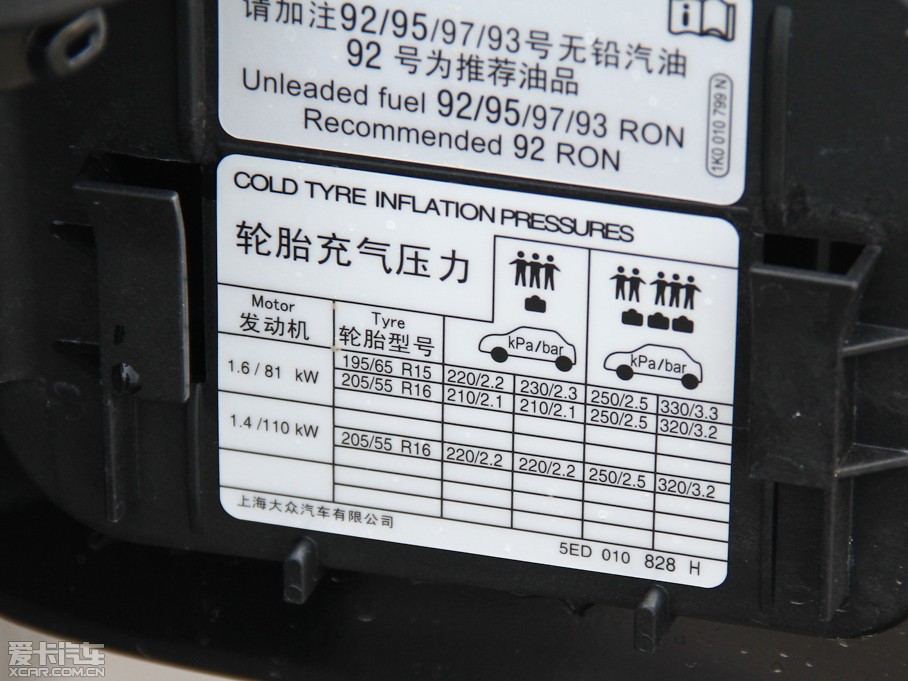 请加注92/95/97/93号无铅汽油
92 号为推荐油品
Unleaded fuel 92/95/97/93 RON
Recommended 92 RON
1K0 010 799 N
COLD TYRE INFLATION PRESSURES
轮胎充气压力
Motor
发动机
Tyre
轮胎型号
kPa/bar
kPa/bar
1.6 / 81 kW
195/65 R15 220/2.2 230/2.3 250/2.5 330/3.3
205/55 R16 210/2.1 210/2.1 250/2.5 320/3.2
1.4 /110 kW
205/55 R16 220/2.2 220/2.2 250/2.5 320/3.2
上海大众汽车有限公司
5ED 010 828 H
爱卡汽车
XCAR.COM.CN